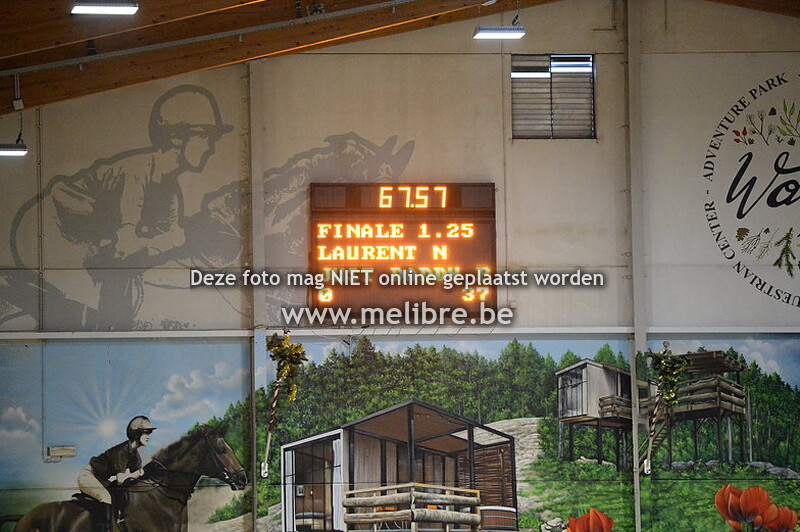 67.57
FINALE 1.25
LAURENT N
0 37
Deze foto mag NIET online geplaatst worden
www.melibre.be
ADVENTURE PARK
EQUESTRIAN CENTER